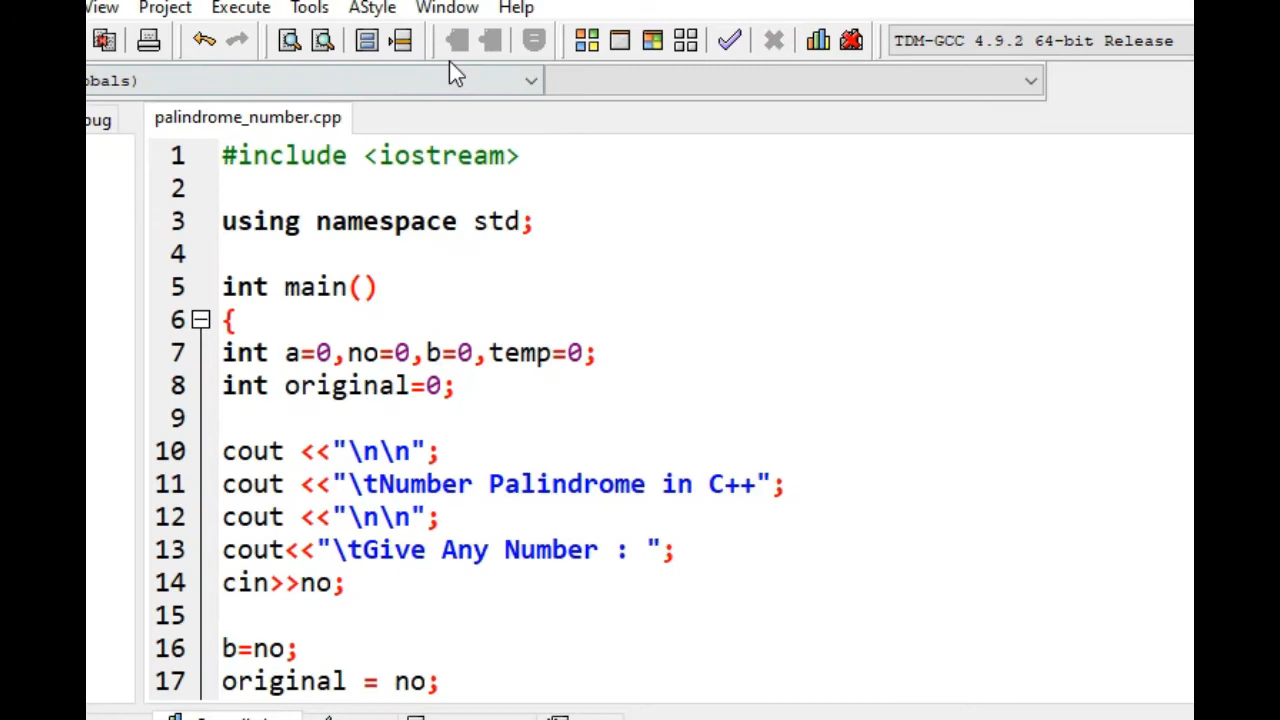 View Project Execute Tools AStyle Window Help
TDM-GCC 4.9.2 64-bit Release
obals)
bug palindrome_number.cpp
1 #include <iostream>
2
3 using namespace std;
4
5 int main()
6 {
7 int a=0,no=0,b=0,temp=0;
8 int original=0;
9
10 cout <<"\n\n";
11 cout <<"\tNumber Palindrome in C++";
12 cout <<"\n\n";
13 cout<<"\tGive Any Number : ";
14 cin>>no;
15
16 b=no;
17 original = no;